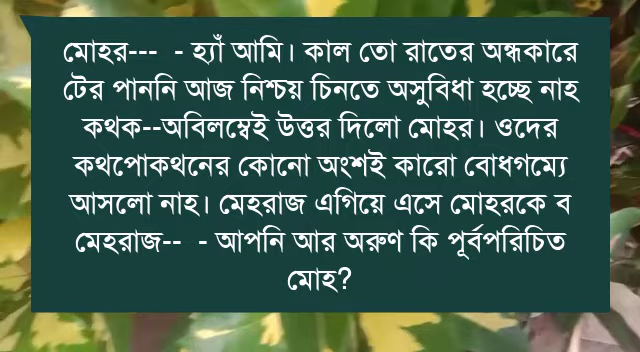 মোহর--- - হ্যাঁ আমি। কাল তো রাতের অন্ধকারে
টের পাননি আজ নিশ্চয় চিনতে অসুবিধা হচ্ছে নাহ
কথক--অবিলম্বেই উত্তর দিলো মোহর। ওদের
কথপোকথনের কোনো অংশই কারো বোধগম্যে
আসলো নাহ। মেহরাজ এগিয়ে এসে মোহরকে ব
মেহরাজ-- - আপনি আর অরুণ কি পূর্বপরিচিত
মোহ?